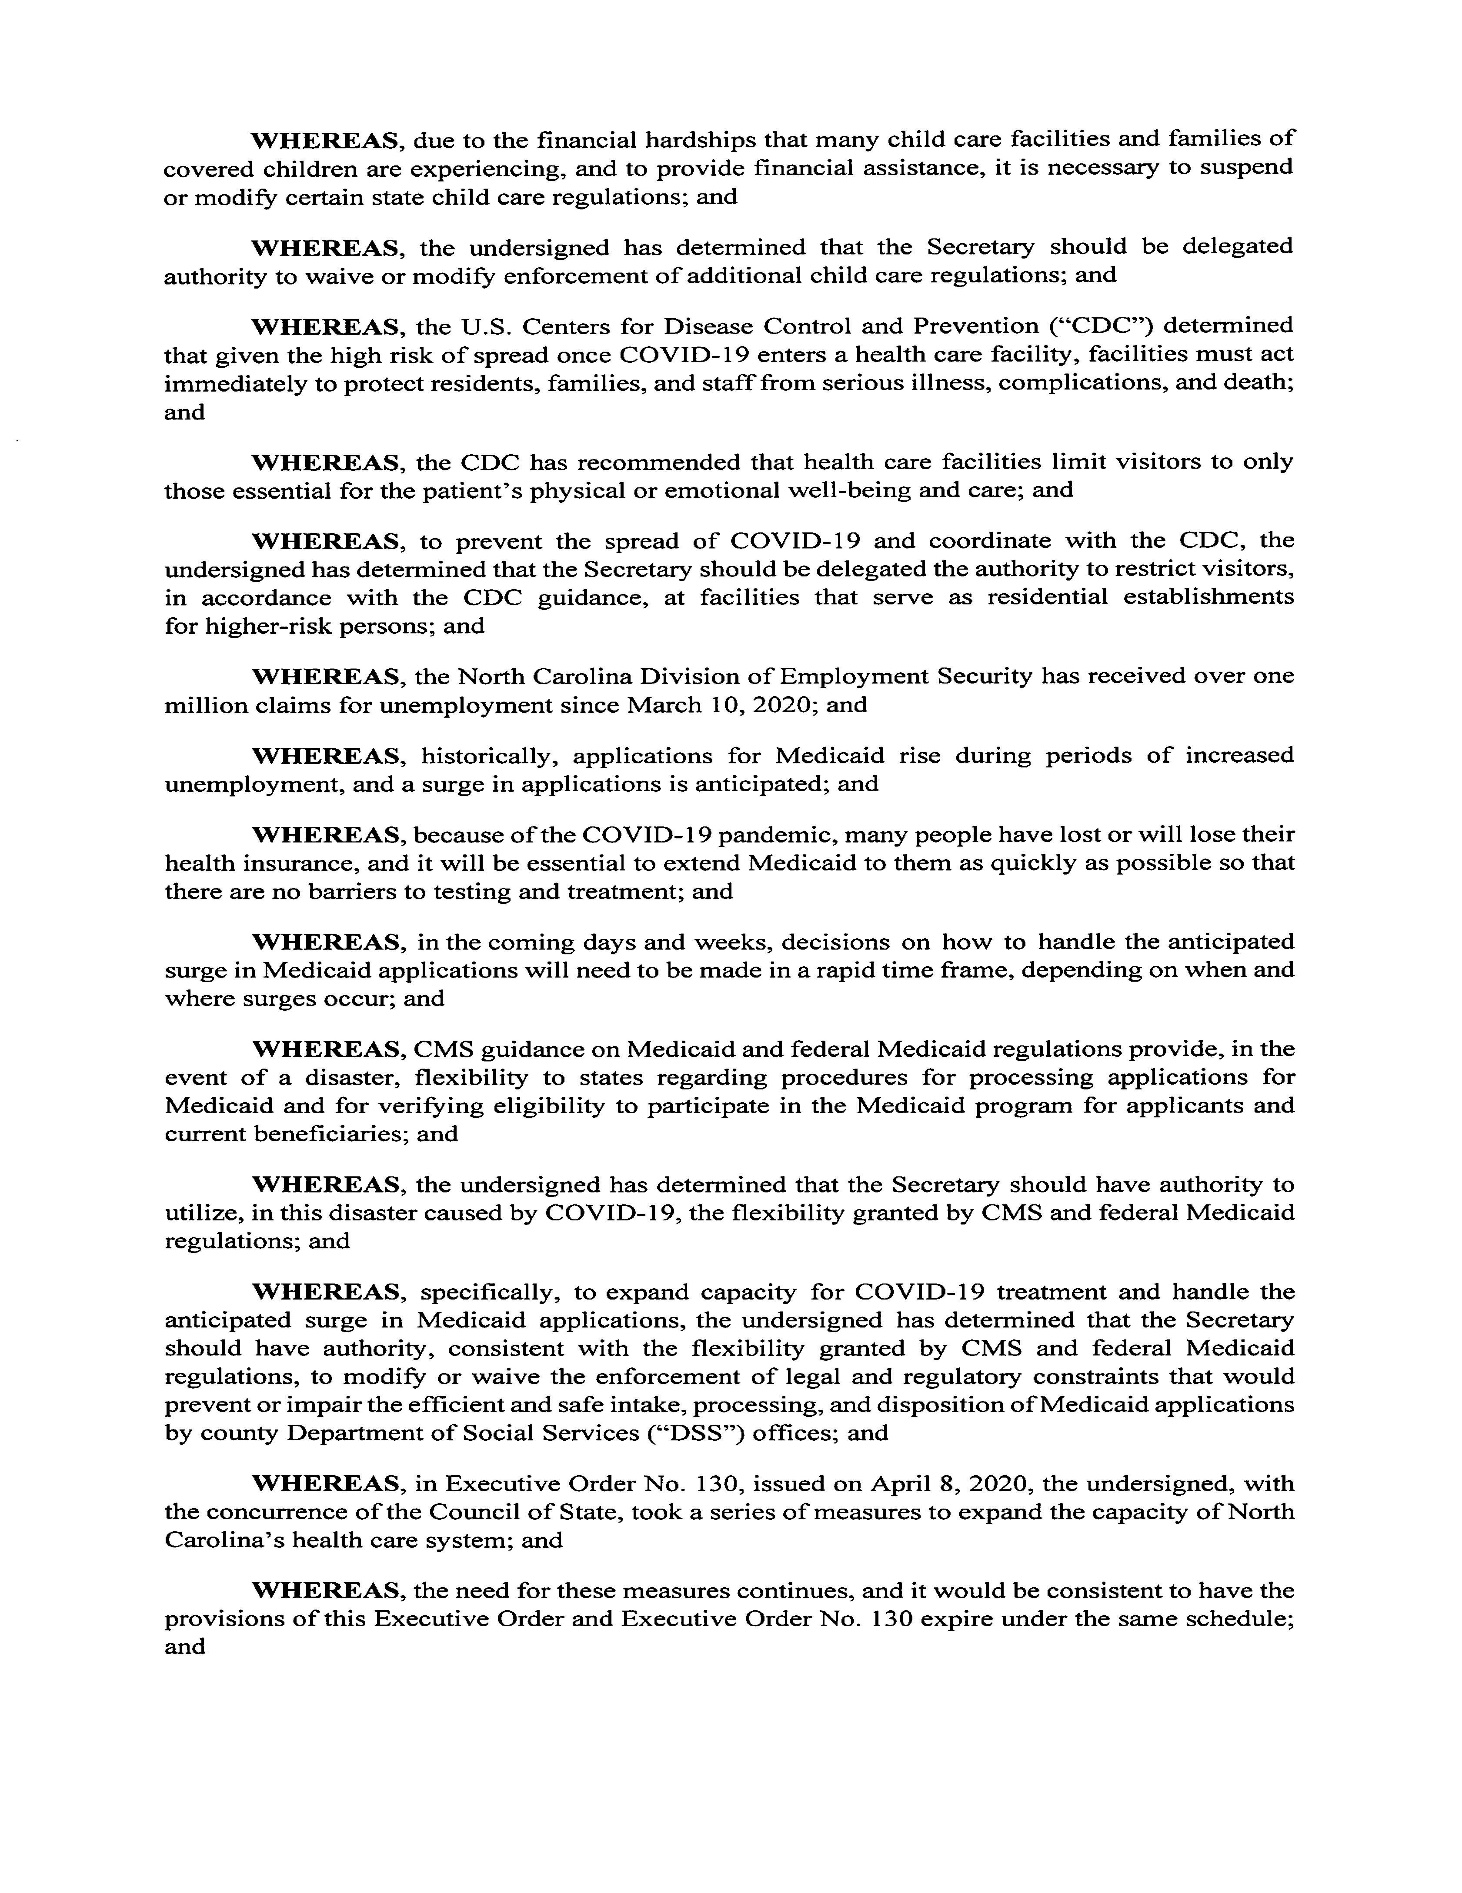 WHEREAS, due to the financial hardships that many child care facilities and families of
covered children are experiencing, and to provide financial assistance, it is necessary to suspend
or modify certain state child care regulations; and
WHEREAS, the undersigned has determined that the Secretary should be delegated
authority to waive or modify enforcement of additional child care regulations; and
WHEREAS, the U.S. Centers for Disease Control and Prevention (“CDC”) determined
that given the high risk of spread once COVID-19 enters a health care facility, facilities must act
immediately to protect residents, families, and staff from serious illness, complications, and death;
and
WHEREAS, the CDC has recommended that health care facilities limit visitors to only
those essential for the patient’s physical or emotional well-being and care; and
WHEREAS, to prevent the spread of COVID-19 and coordinate with the CDC, the
undersigned has determined that the Secretary should be delegated the authority to restrict visitors,
in accordance with the CDC guidance, at facilities that serve as residential establishments
for higher-risk persons; and
WHEREAS, the North Carolina Division of Employment Security has received over one
million claims for unemployment since March 10, 2020; and
WHEREAS, historically, applications for Medicaid rise during periods of increased
unemployment, and a surge in applications is anticipated; and
WHEREAS, because of the COVID-19 pandemic, many people have lost or will lose their
health insurance, and it will be essential to extend Medicaid to them as quickly as possible so that
there are no barriers to testing and treatment; and
WHEREAS, in the coming days and weeks, decisions on how to handle the anticipated
surge in Medicaid applications will need to be made in a rapid time frame, depending on when and
where surges occur; and
WHEREAS, CMS guidance on Medicaid and federal Medicaid regulations provide, in the
event of a disaster, flexibility to states regarding procedures for processing applications for
Medicaid and for verifying eligibility to participate in the Medicaid program for applicants and
current beneficiaries; and
WHEREAS, the undersigned has determined that the Secretary should have authority to
utilize, in this disaster caused by COVID-19, the flexibility granted by CMS and federal Medicaid
regulations; and
WHEREAS, specifically, to expand capacity for COVID-19 treatment and handle the
anticipated surge in Medicaid applications, the undersigned has determined that the Secretary
should have authority, consistent with the flexibility granted by CMS and federal Medicaid
regulations, to modify or waive the enforcement of legal and regulatory constraints that would
prevent or impair the efficient and safe intake, processing, and disposition of Medicaid applications
by county Department of Social Services (“DSS”) offices; and
WHEREAS, in Executive Order No. 130, issued on April 8, 2020, the undersigned, with
the concurrence of the Council of State, took a series of measures to expand the capacity of North
Carolina’s health care system; and
WHEREAS, the need for these measures continues, and it would be consistent to have the
provisions of this Executive Order and Executive Order No. 130 expire under the same schedule;
and